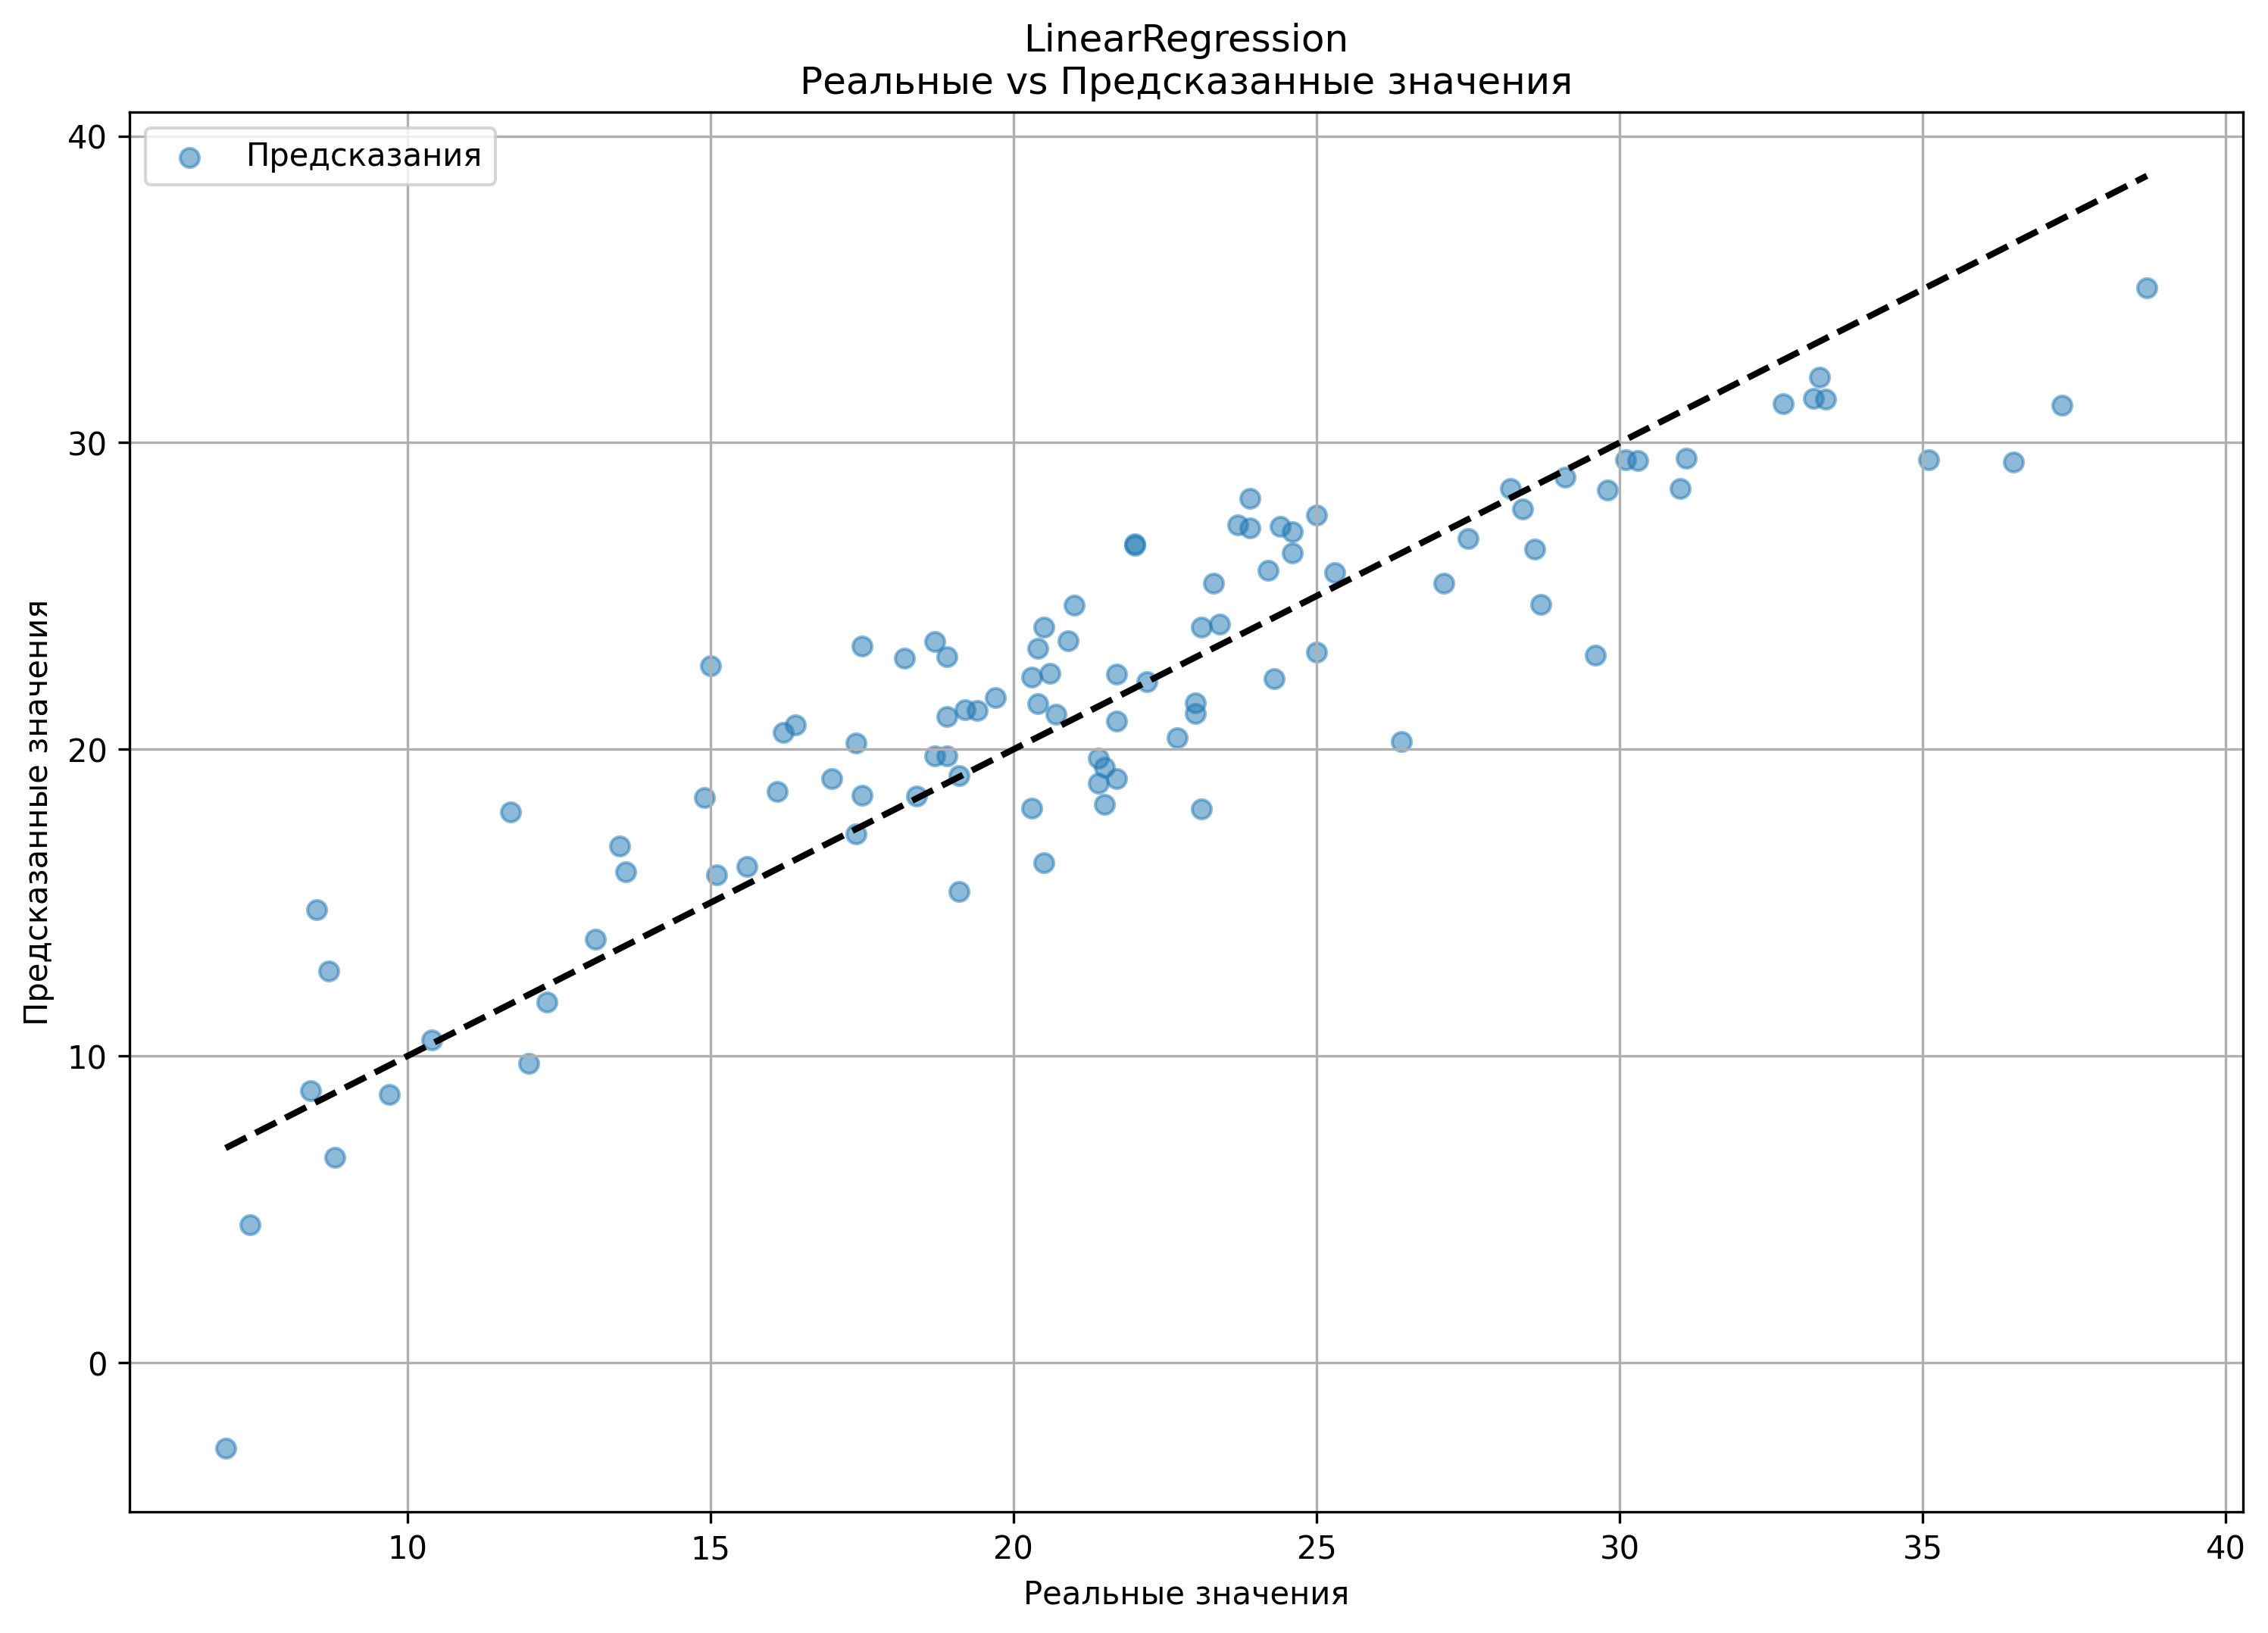 LinearRegression
Реальные vs Предсказанные значения
Предсказания
Предсказанные значения
40
30
20
10
0
10 15 20 25 30 35 40
Реальные значения